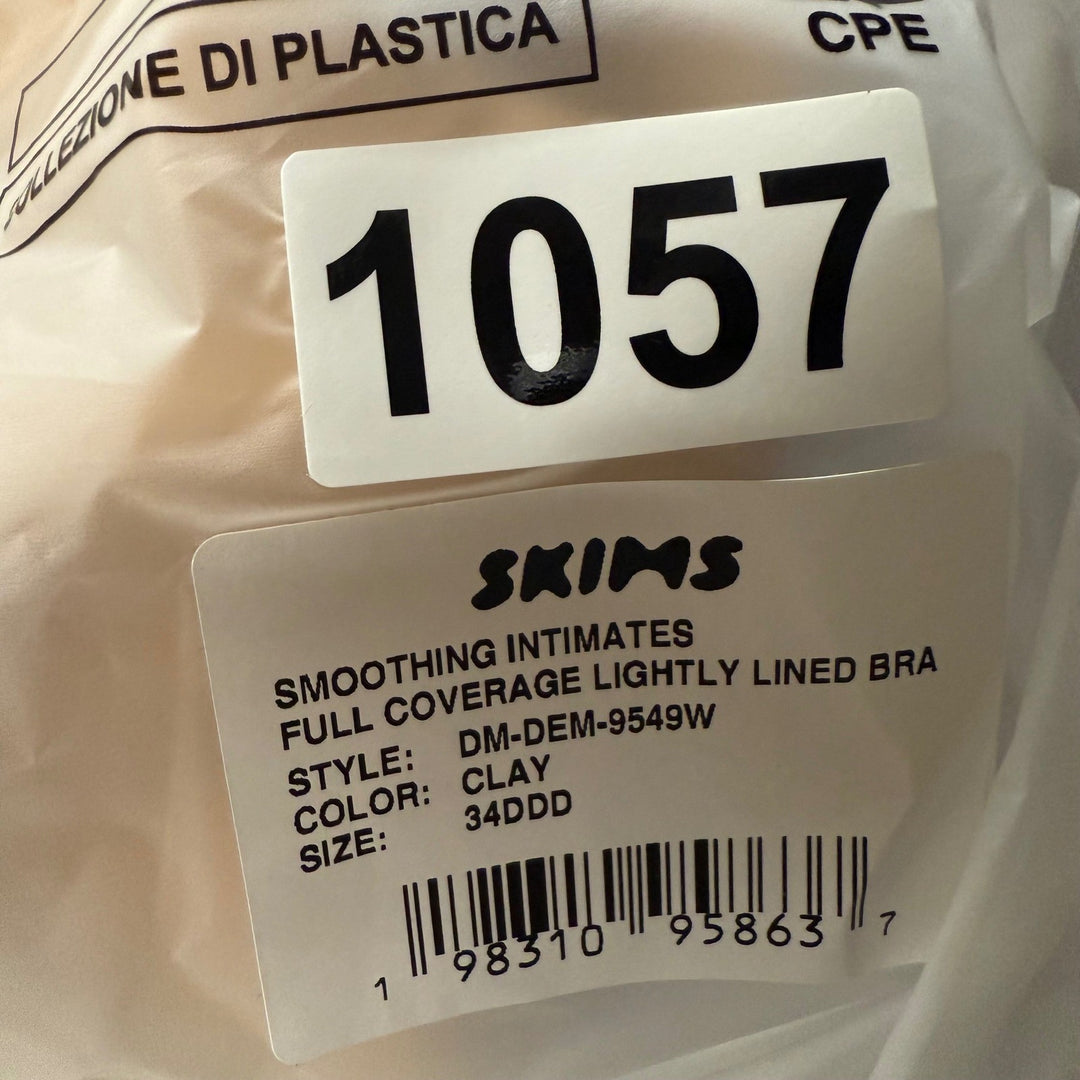 COLLEZIONE DI PLASTICA
CPE
1057
SKIMS
SMOOTHING INTIMATES
FULL COVERAGE LIGHTLY LINED BRA
STYLE: DM-DEM-9549W
COLOR: CLAY
SIZE: 34DDD
1 98310 95863 7